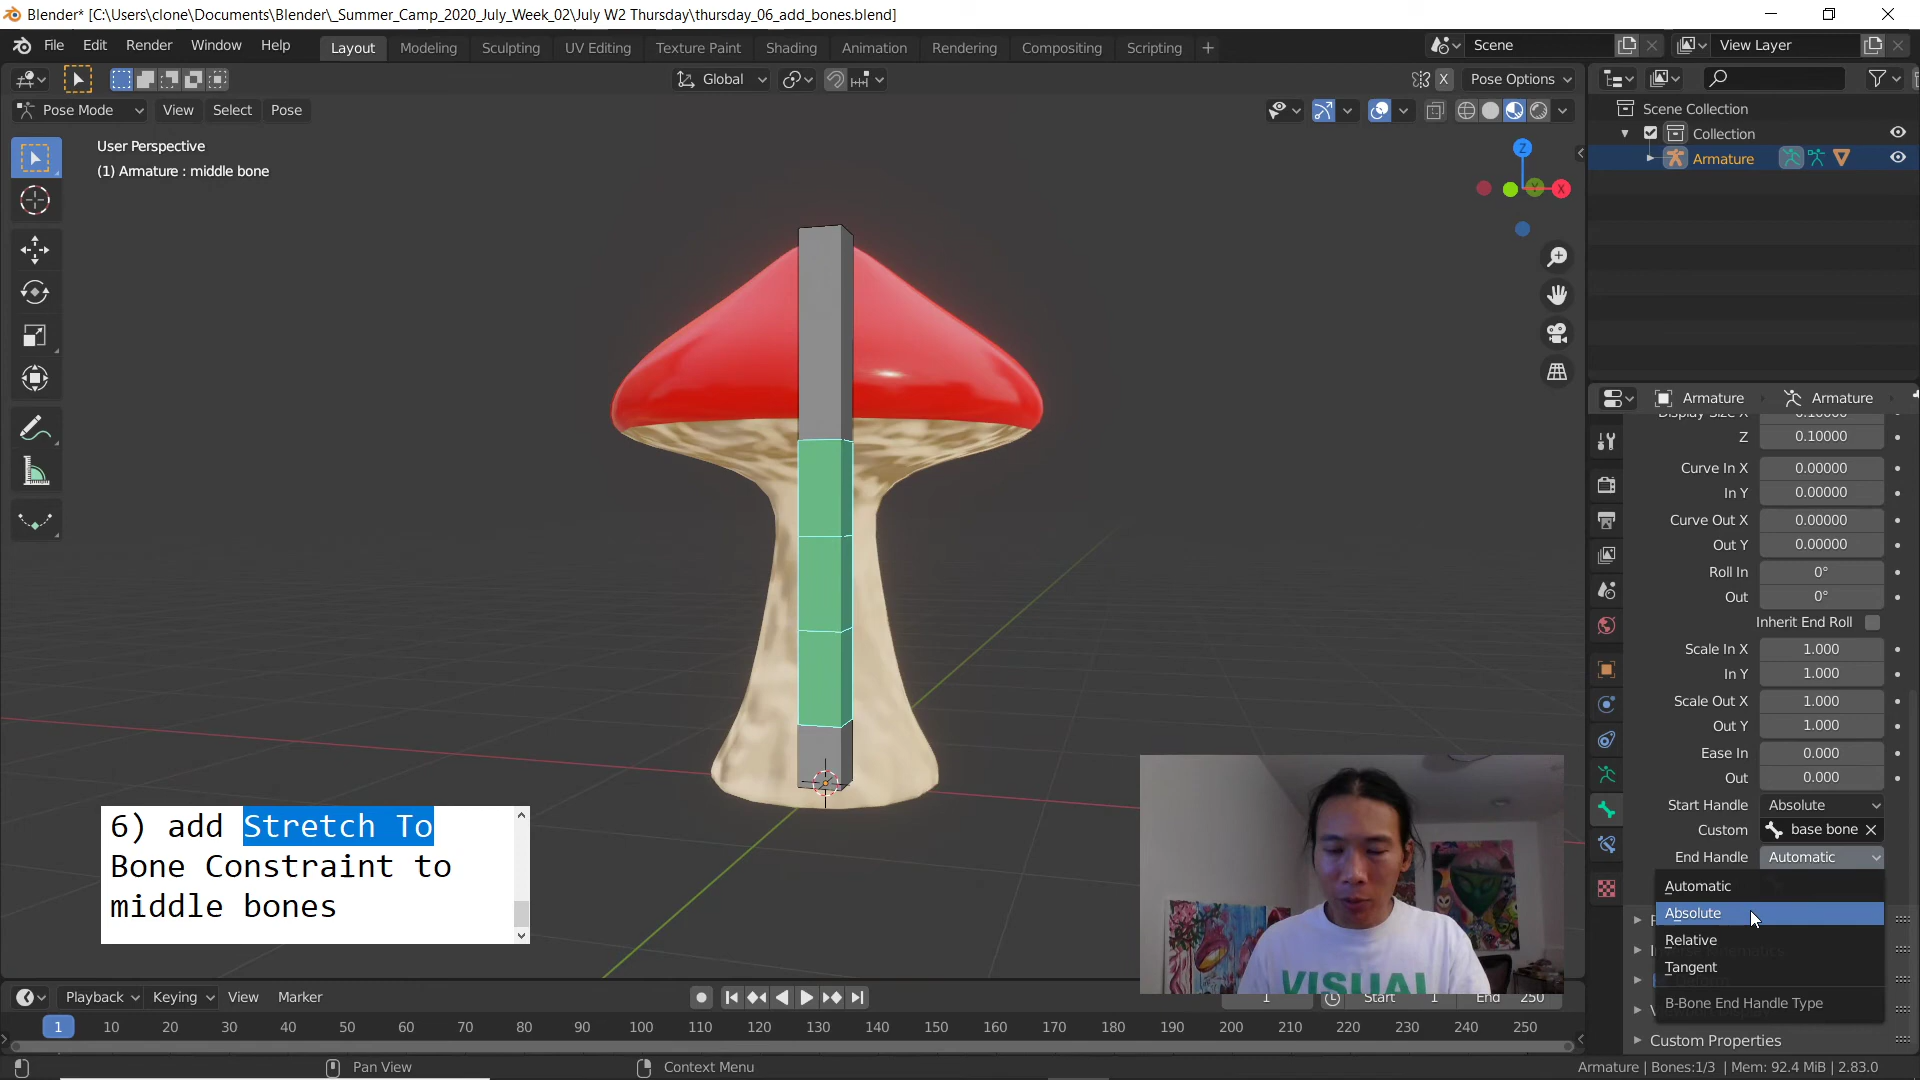 Blender* [C:\Users\clone\Documents\Blender\_Summer_Camp_2020_July_Week_02\July W2 Thursday\thursday_06_add_bones.blend]
File Edit Render Window Help
Layout Modeling Sculpting UV Editing Texture Paint Shading Animation Rendering Compositing Scripting +
Scene
View Layer
Global
X
Pose Options
Pose Mode View Select Pose
User Perspective
(1) Armature : middle bone
Z
Y
X
Scene Collection
Collection
Armature
Armature Armature
Z 0.10000
Curve In X 0.00000
In Y 0.00000
Curve Out X 0.00000
Out Y 0.00000
Roll In 0°
Out 0°
Inherit End Roll
Scale In X 1.000
In Y 1.000
Scale Out X 1.000
Out Y 1.000
Ease In 0.000
Out 0.000
Start Handle Absolute
Custom base bone
End Handle Automatic
Automatic
Absolute
Relative
Tangent
B-Bone End Handle Type
Custom Properties
6) add Stretch To
Bone Constraint to
middle bones
VISUAL
Playback Keying View Marker
1 Start 1 End 250
1 10 20 30 40 50 60 70 80 90 100 110 120 130 140 150 160 170 180 190 200 210 220 230 240 250
Pan View
Context Menu
Armature | Bones:1/3 | Mem: 92.4 MiB | 2.83.0